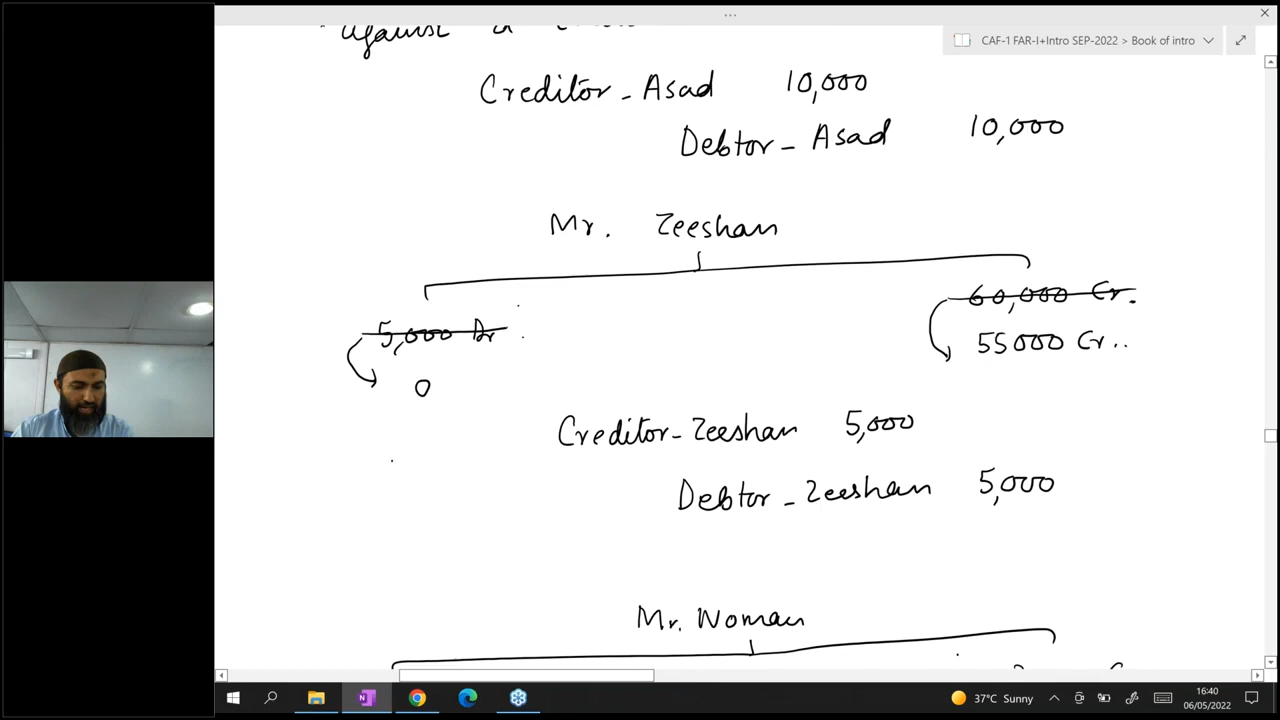 CAF-1 FAR-I+Intro SEP-2022 > Book of intro
against a
Creditor - Asad 10,000
Debtor - Asad 10,000
Mr. Zeeshan
5,000 Dr 60,000 Cr.
0 55000 Cr..
Creditor - Zeeshan 5,000
Debtor - Zeeshan 5,000
Mr. Noman
37°C Sunny
16:40
06/05/2022